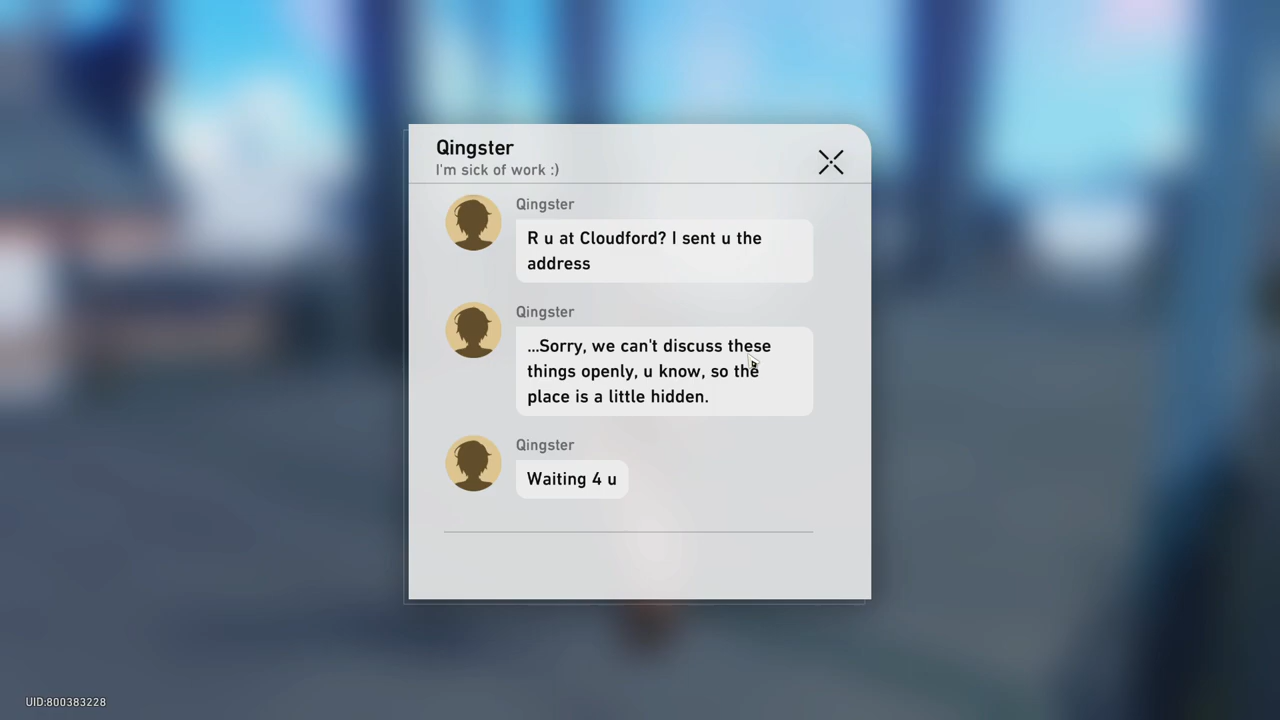 Qingster
I'm sick of work :)
Qingster
R u at Cloudford? I sent u the
address
Qingster
...Sorry, we can't discuss these
things openly, u know, so the
place is a little hidden.
Qingster
Waiting 4 u
UID:800383228